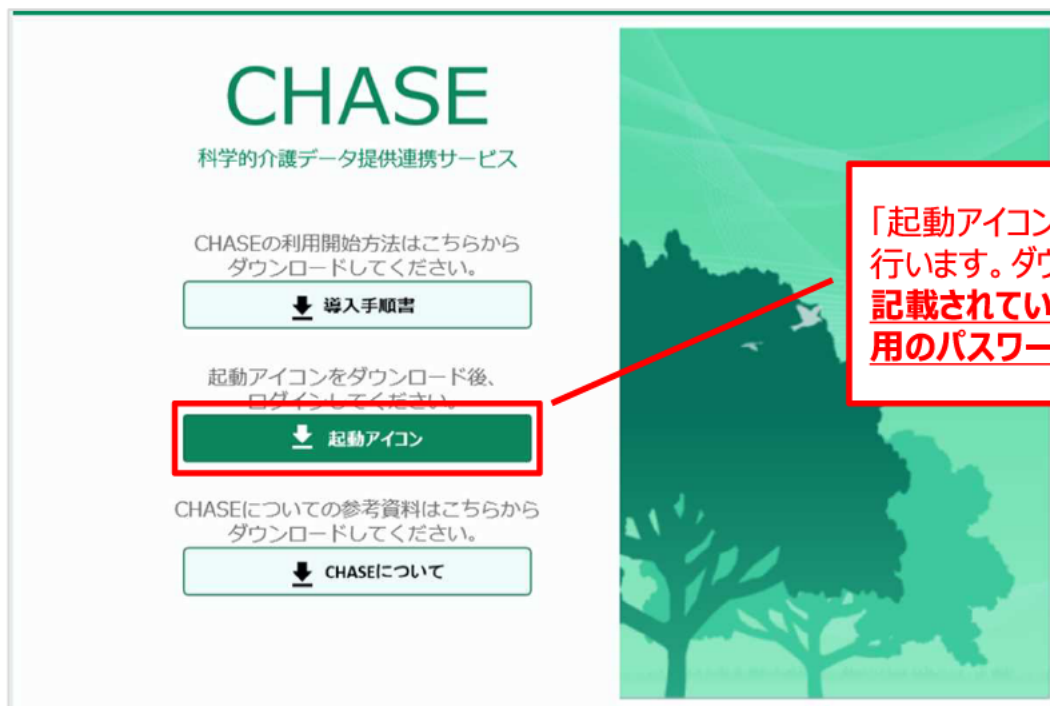 CHASE
科学的介護データ提供連携サービス
CHASEの利用開始方法はこちらから
ダウンロードしてください。
導入手順書
起動アイコンをダウンロード後、
ログインしてください。
起動アイコン
CHASEについての参考資料はこちらから
ダウンロードしてください。
CHASEについて
「起動アイコン
行います。ダウ
記載されてい
用のパスワー